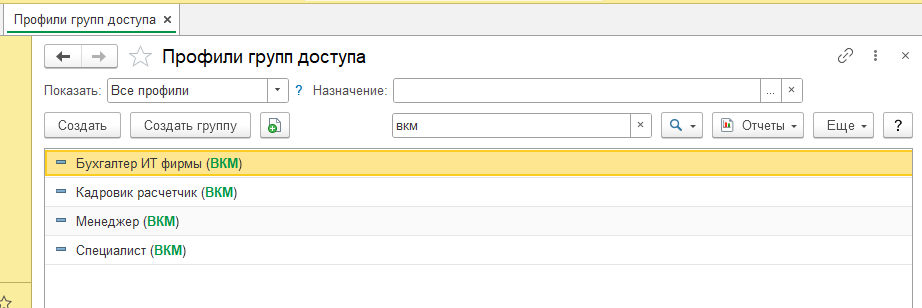 Профили групп доступа ×
Профили групп доступа
Показать: Все профили ? Назначение: ... ×
Создать Создать группу вкм × Отчеты Еще ?
Бухгалтер ИТ фирмы (ВКМ)
Кадровик расчетчик (ВКМ)
Менеджер (ВКМ)
Специалист (ВКМ)